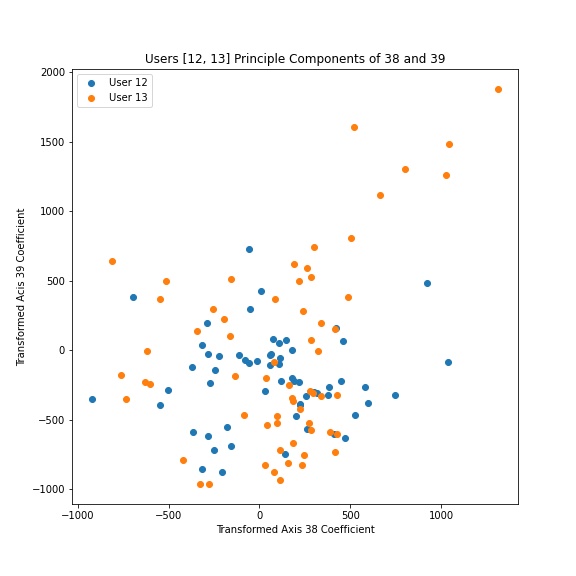 Users [12, 13] Principle Components of 38 and 39
User 12
User 13
Transformed Acis 39 Coefficient
2000
1500
1000
500
0
−500
−1000
−1000 −500 0 500 1000
Transformed Axis 38 Coefficient